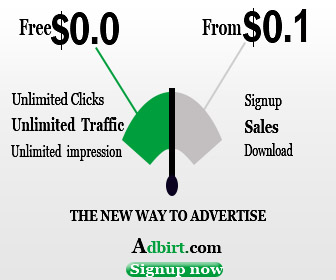 Free $0.0
From $0.1
Unlimited Clicks
Unlimited Traffic
Unlimited impression
Signup
Sales
Download
THE NEW WAY TO ADVERTISE
Adbirt.com
Signup now